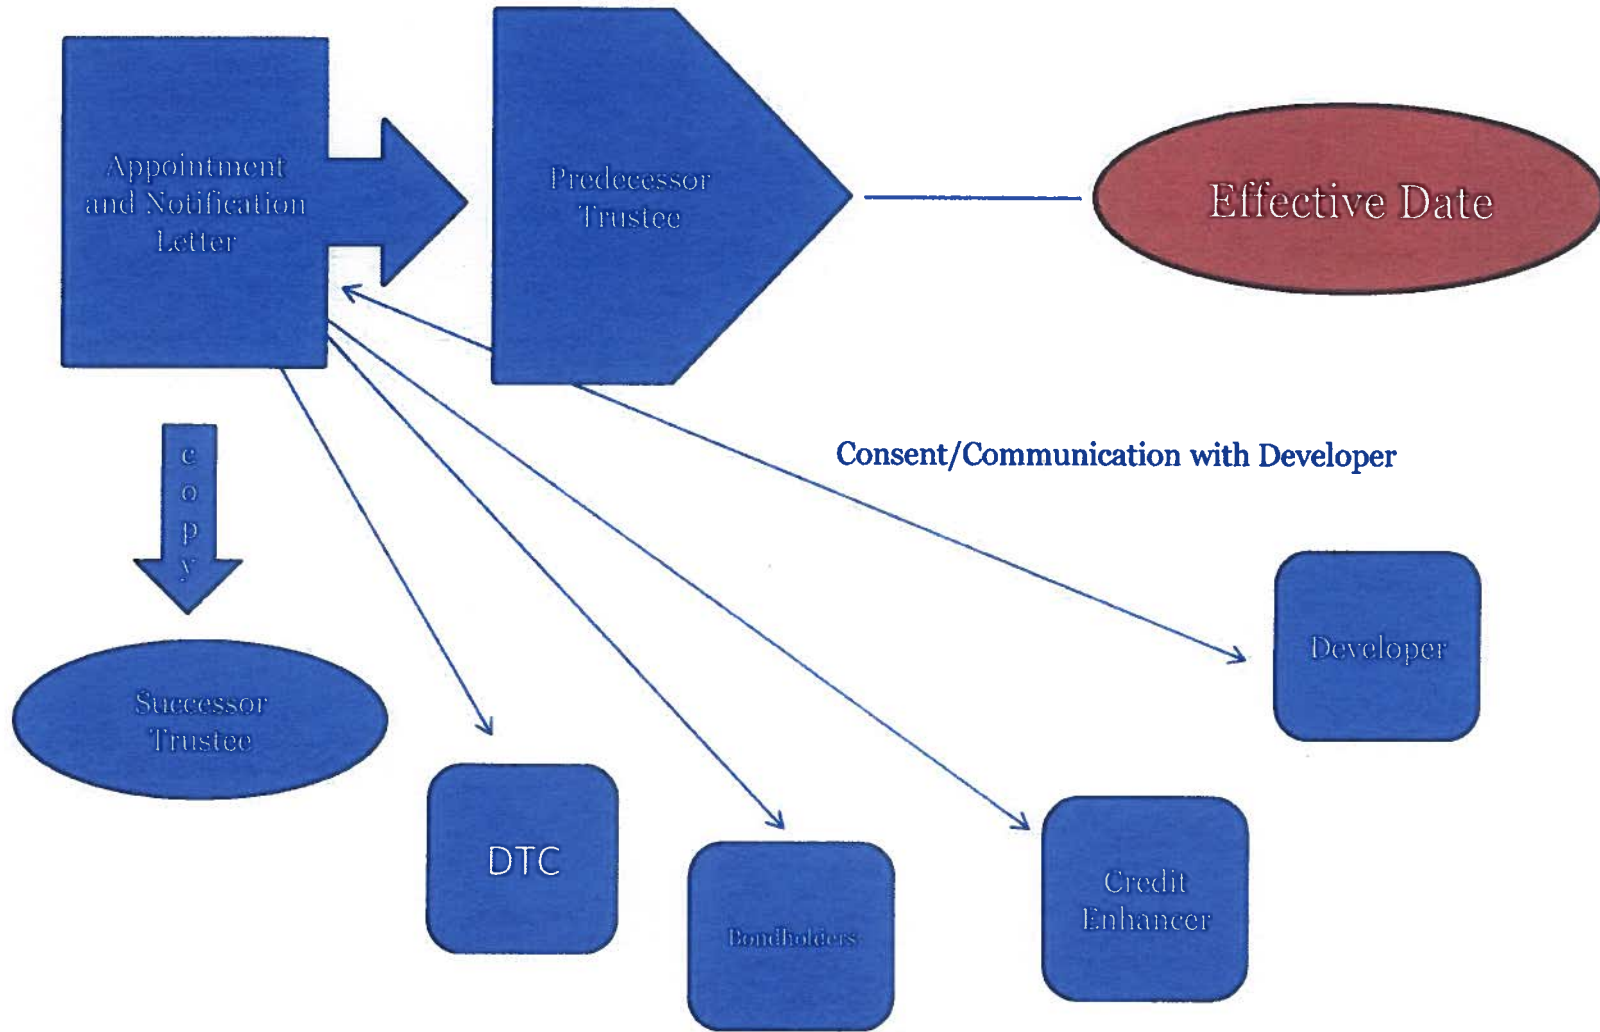 Appointment
and Notification
Letter
Predecessor
Trustee
Effective Date
Consent/Communication with Developer
c
o
p
y
Developer
Successor
Trustee
DTC
Bondholders
Credit
Enhancer